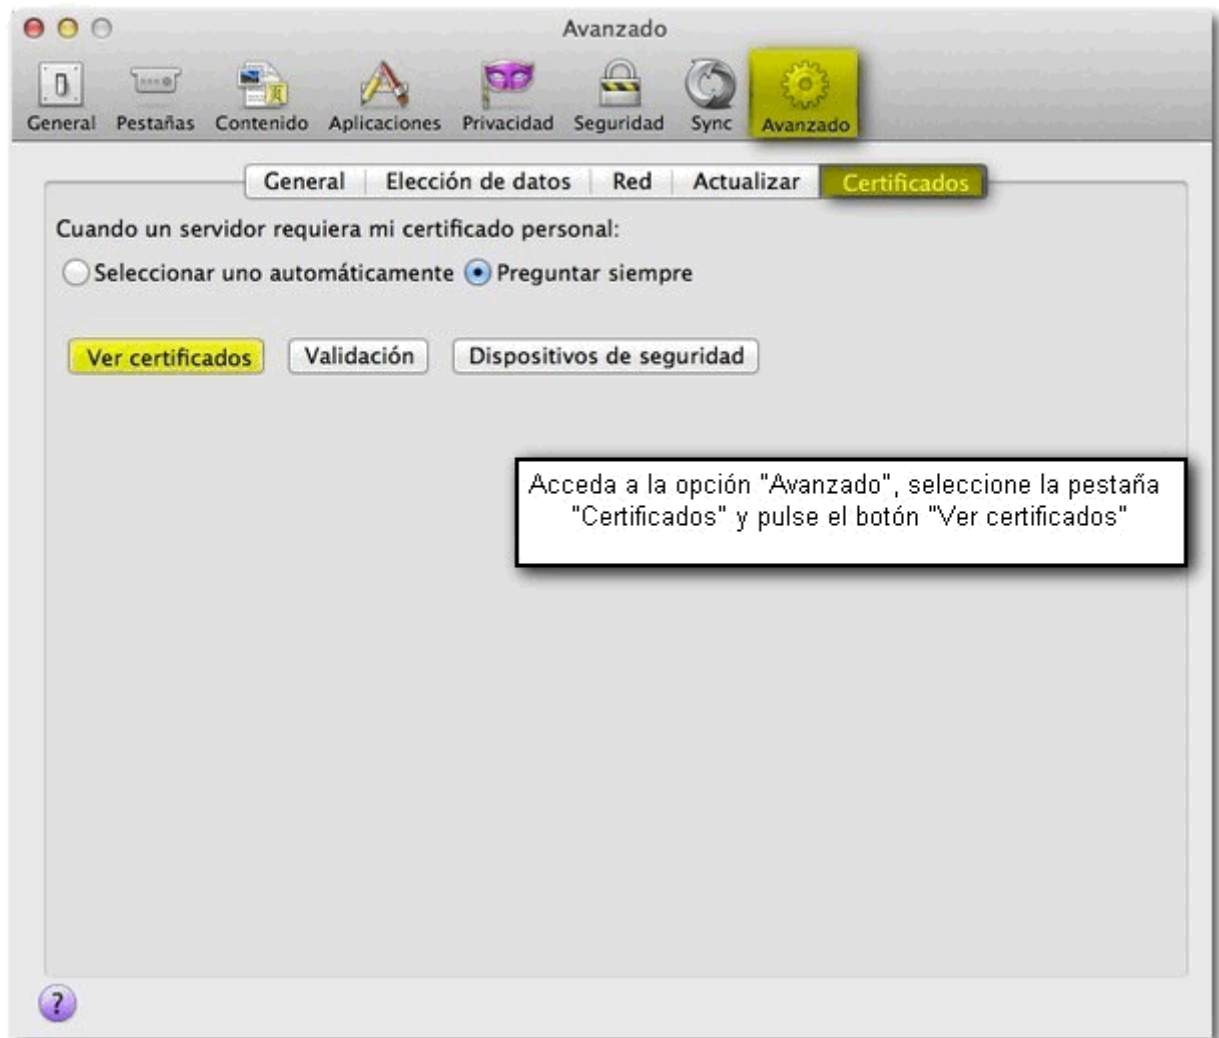 Avanzado
General Pestañas Contenido Aplicaciones Privacidad Seguridad Sync Avanzado
General Elección de datos Red Actualizar Certificados
Cuando un servidor requiera mi certificado personal:
Seleccionar uno automáticamente Preguntar siempre
Ver certificados Validación Dispositivos de seguridad
Acceda a la opción "Avanzado", seleccione la pestaña
"Certificados" y pulse el botón "Ver certificados"
?